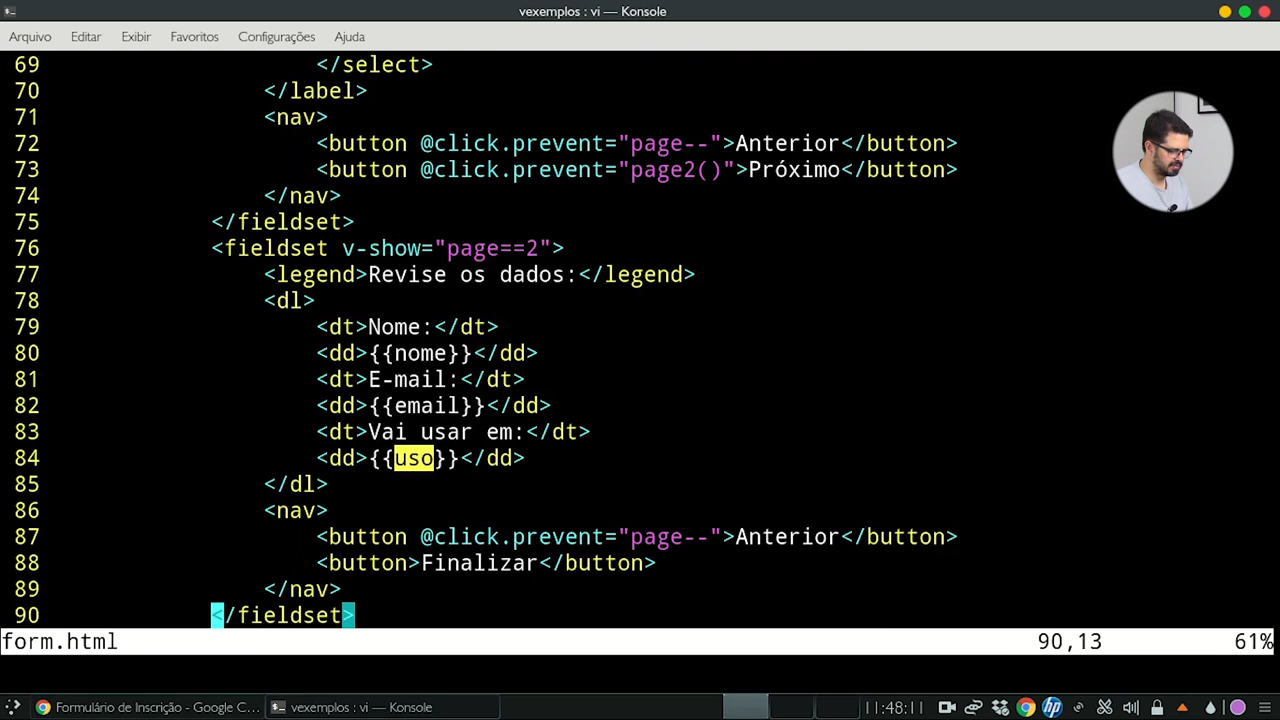 vexemplos : vi — Konsole
Arquivo Editar Exibir Favoritos Configurações Ajuda
69 </select>
70 </label>
71 <nav>
72 <button @click.prevent="page--">Anterior</button>
73 <button @click.prevent="page2()">Próximo</button>
74 </nav>
75 </fieldset>
76 <fieldset v-show="page==2">
77 <legend>Revise os dados:</legend>
78 <dl>
79 <dt>Nome:</dt>
80 <dd>{{nome}}</dd>
81 <dt>E-mail:</dt>
82 <dd>{{email}}</dd>
83 <dt>Vai usar em:</dt>
84 <dd>{{uso}}</dd>
85 </dl>
86 <nav>
87 <button @click.prevent="page--">Anterior</button>
88 <button>Finalizar</button>
89 </nav>
90 </fieldset>
form.html 90,13 61%
Formulário de Inscrição - Google C... vexemplos : vi — Konsole hp 11:48:11